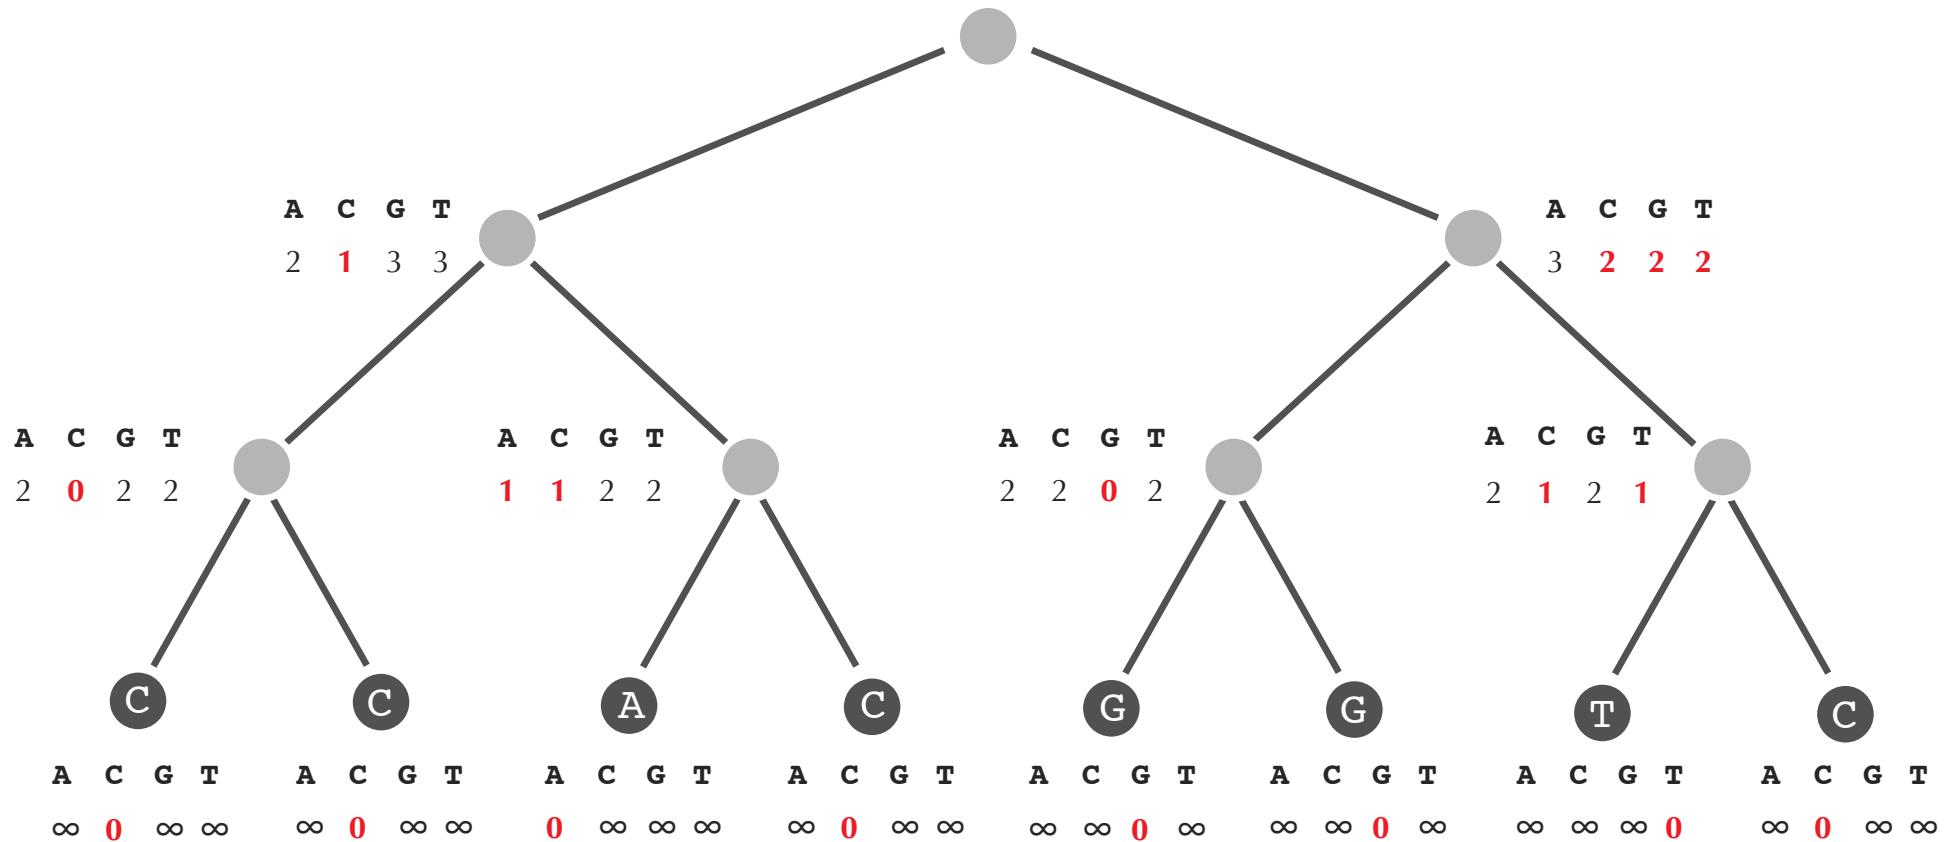 A C G T A C G T
2 1 3 3 3 2 2 2
A C G T A C G T A C G T A C G T
2 0 2 2 1 1 2 2 2 2 0 2 2 1 2 1
C C A C G G T C
A C G T A C G T A C G T A C G T A C G T A C G T A C G T A C G T
∞ 0 ∞ ∞ ∞ 0 ∞ ∞ 0 ∞ ∞ ∞ ∞ 0 ∞ ∞ ∞ ∞ 0 ∞ ∞ ∞ 0 ∞ ∞ ∞ ∞ 0 ∞ 0 ∞ ∞